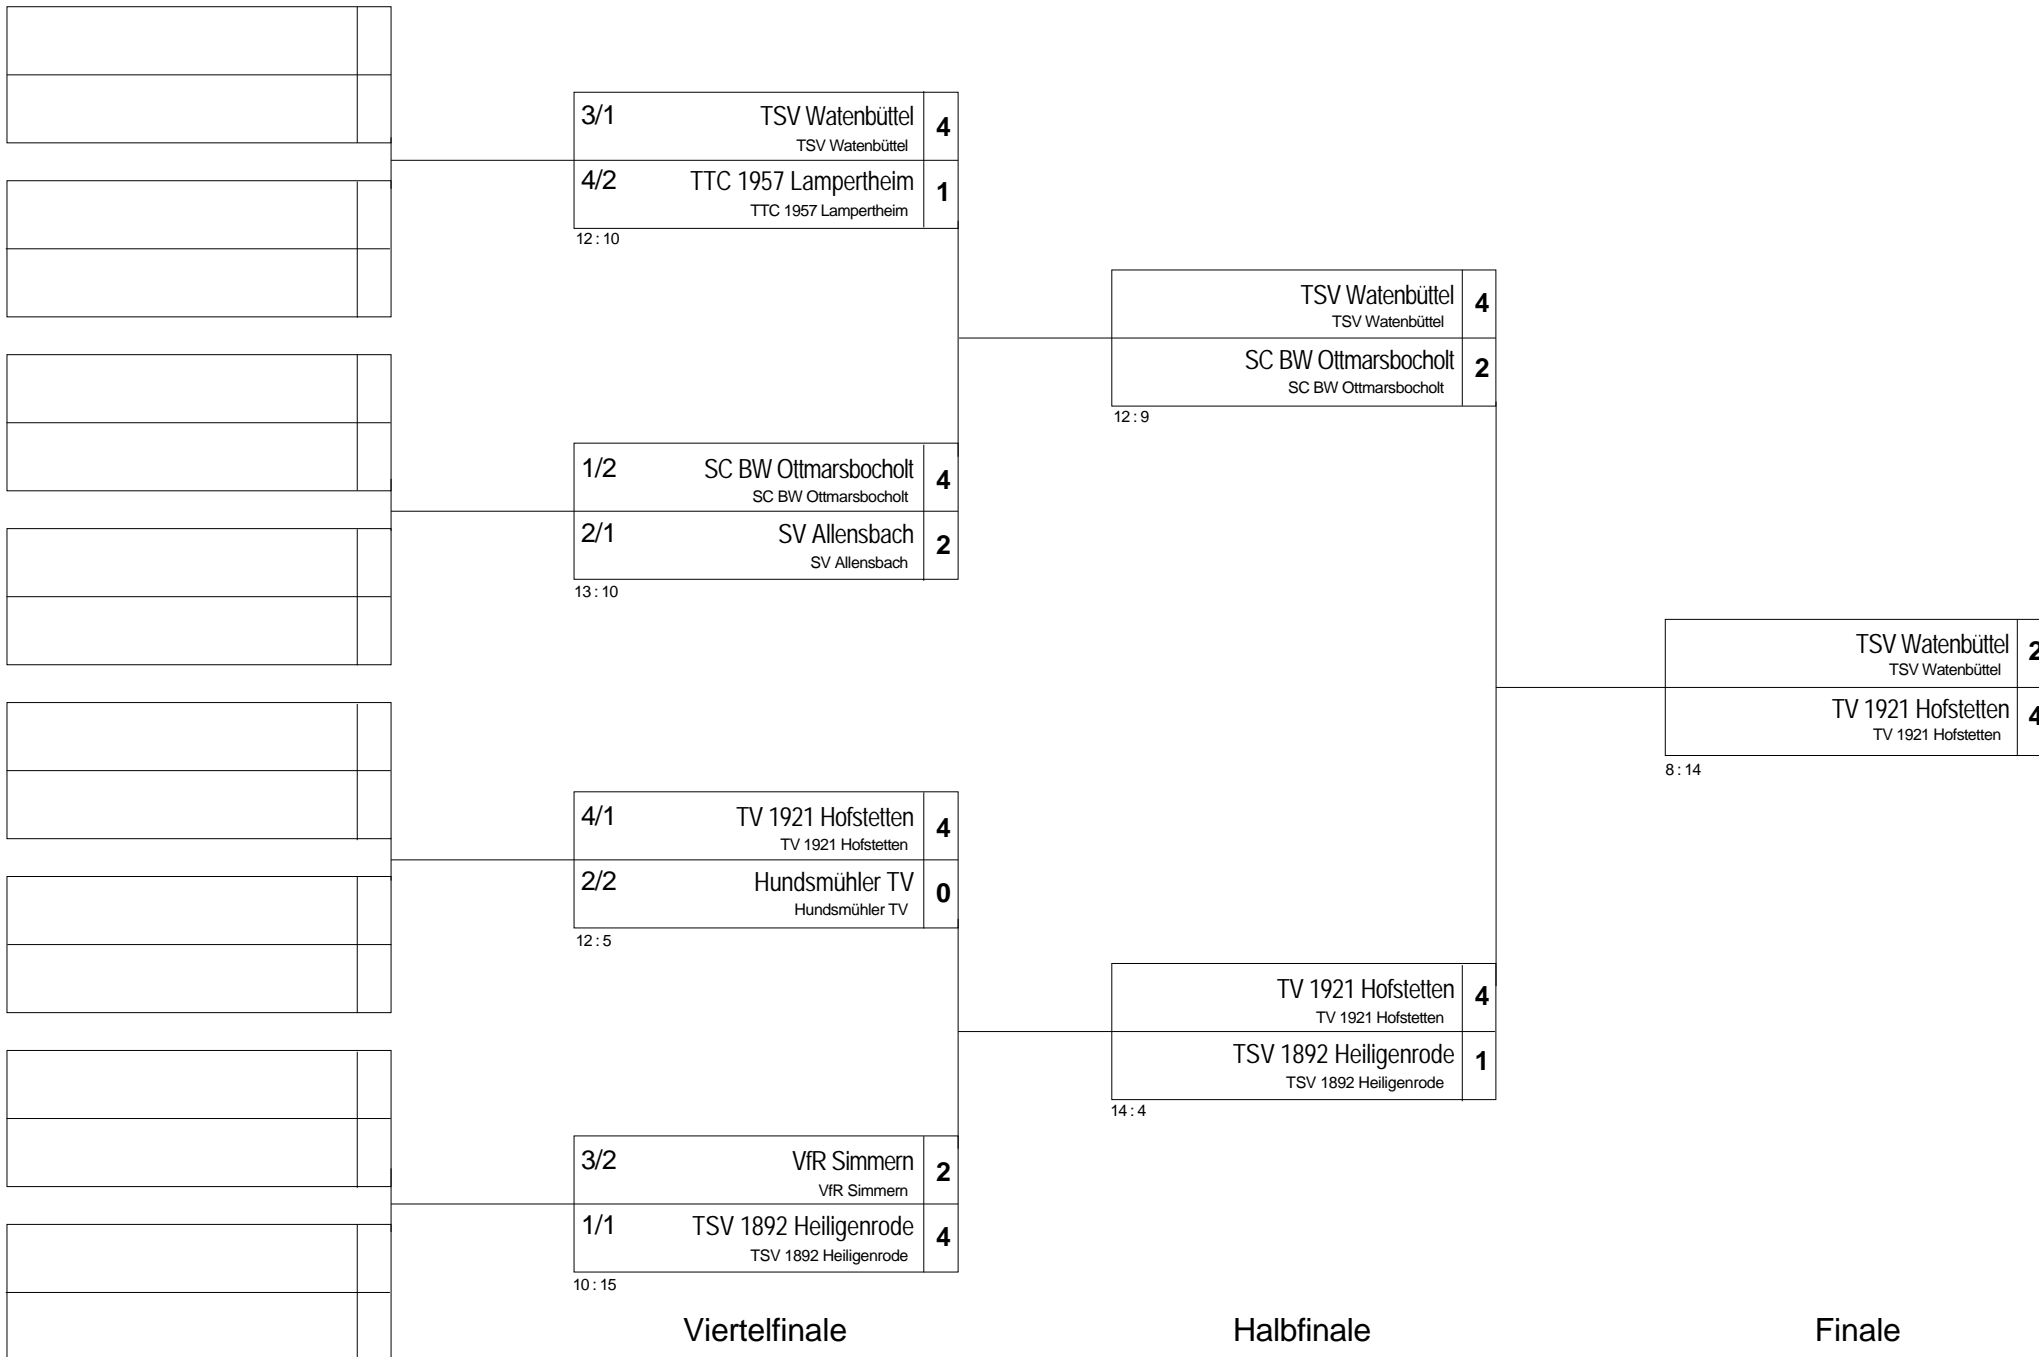 3/1 TSV Watenbüttel 4
TSV Watenbüttel
4/2 TTC 1957 Lampertheim 1
TTC 1957 Lampertheim
12 : 10
1/2 SC BW Ottmarsbocholt 4
SC BW Ottmarsbocholt
2/1 SV Allensbach 2
SV Allensbach
13 : 10
4/1 TV 1921 Hofstetten 4
TV 1921 Hofstetten
2/2 Hundsmühler TV 0
Hundsmühler TV
12 : 5
3/2 VfR Simmern 2
VfR Simmern
1/1 TSV 1892 Heiligenrode 4
TSV 1892 Heiligenrode
10 : 15
Viertelfinale
TSV Watenbüttel 4
TSV Watenbüttel
SC BW Ottmarsbocholt 2
SC BW Ottmarsbocholt
12 : 9
TV 1921 Hofstetten 4
TV 1921 Hofstetten
TSV 1892 Heiligenrode 1
TSV 1892 Heiligenrode
14 : 4
Halbfinale
TSV Watenbüttel 2
TSV Watenbüttel
TV 1921 Hofstetten 4
TV 1921 Hofstetten
8 : 14
Finale